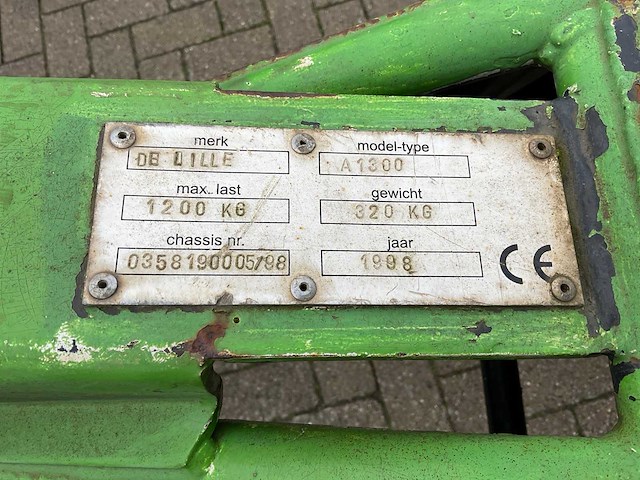 merk
DE LILLE
model-type
A1300
max. last
1200 KG
gewicht
320 KG
chassis nr.
0358190005/98
jaar
1998
CE